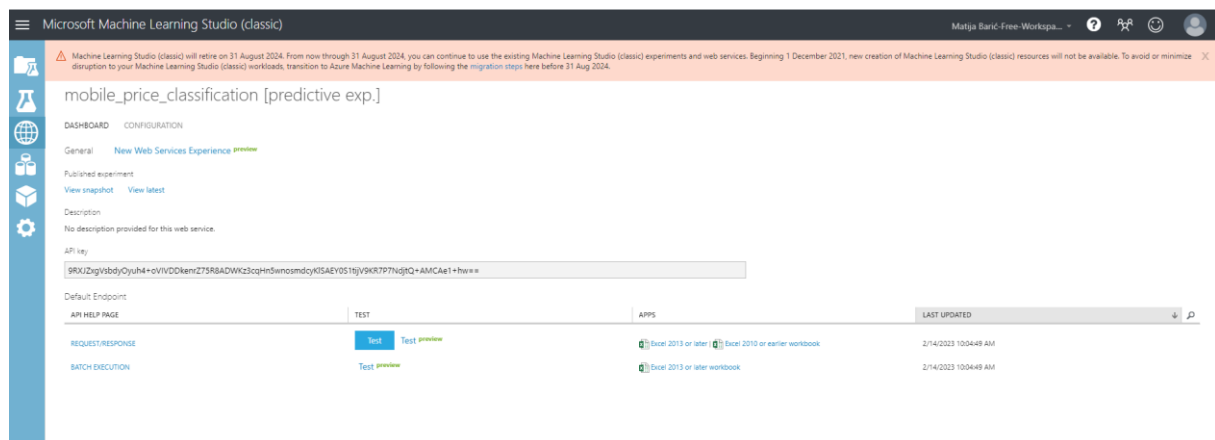 Microsoft Machine Learning Studio (classic)
Matija Barić-Free-Workspa...
Machine Learning Studio (classic) will retire on 31 August 2024. From now through 31 August 2024, you can continue to use the existing Machine Learning Studio (classic) experiments and web services. Beginning 1 December 2021, new creation of Machine Learning Studio (classic) resources will not be available. To avoid or minimize
disruption to your Machine Learning Studio (classic) workloads, transition to Azure Machine Learning by following the migration steps here before 31 Aug 2024.
mobile_price_classification [predictive exp.]
DASHBOARD CONFIGURATION
General New Web Services Experience preview
Published experiment
View snapshot View latest
Description
No description provided for this web service.
API key
9RXJZxgVsbdyOyuh4+oVIVDDkenrZ75R8ADWKz3cqHn5wnosmdcyKlSAEY0S1tijV9KR7P7NdjtQ+AMCAe1+hw==
Default Endpoint
API HELP PAGE TEST APPS LAST UPDATED
REQUEST/RESPONSE Test Test preview Excel 2013 or later | Excel 2010 or earlier workbook 2/14/2023 10:04:49 AM
BATCH EXECUTION Test preview Excel 2013 or later workbook 2/14/2023 10:04:49 AM